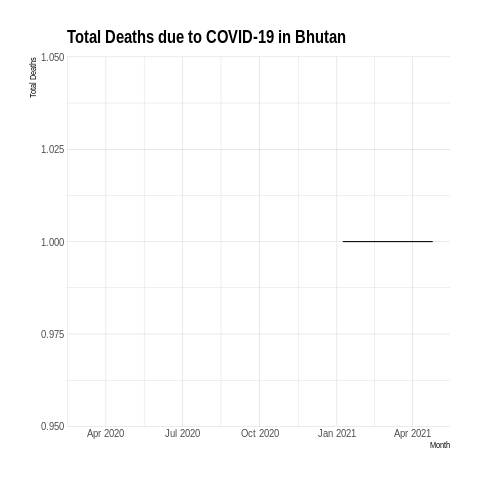 Total Deaths due to COVID-19 in Bhutan
Total Deaths
1.050
1.025
1.000
0.975
0.950
Apr 2020 Jul 2020 Oct 2020 Jan 2021 Apr 2021
Month